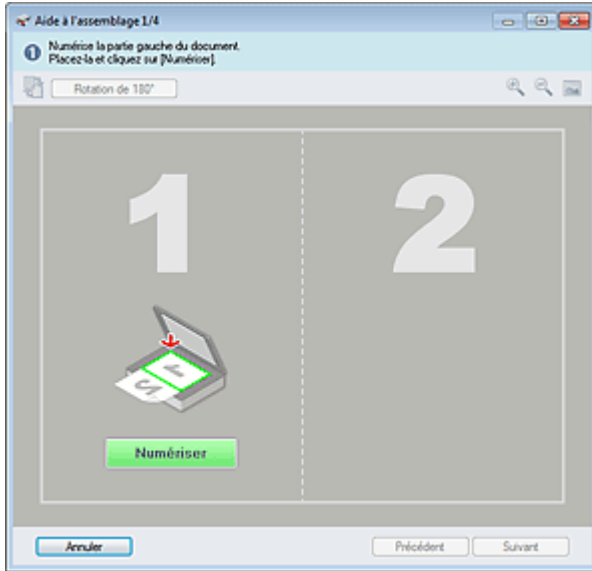 Aide à l'assemblage 1/4
Numérise la partie gauche du document.
Placez-la et cliquez sur [Numériser].
Rotation de 180°
1
2
Numériser
Annuler
Précédent
Suivant